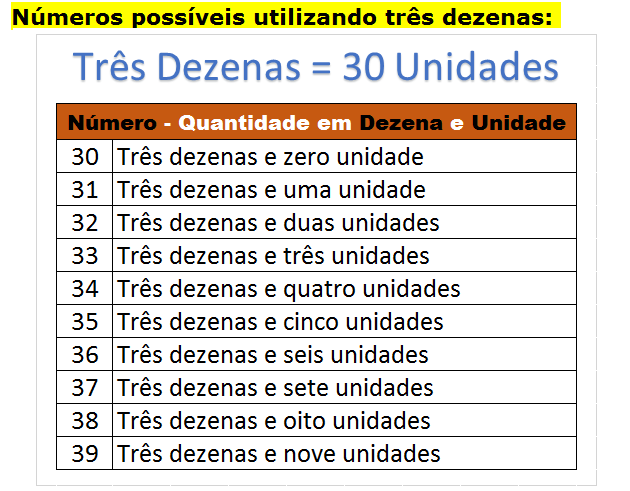 Números possíveis utilizando três dezenas:
Três Dezenas = 30 Unidades
Número - Quantidade em Dezena e Unidade
30 Três dezenas e zero unidade
31 Três dezenas e uma unidade
32 Três dezenas e duas unidades
33 Três dezenas e três unidades
34 Três dezenas e quatro unidades
35 Três dezenas e cinco unidades
36 Três dezenas e seis unidades
37 Três dezenas e sete unidades
38 Três dezenas e oito unidades
39 Três dezenas e nove unidades